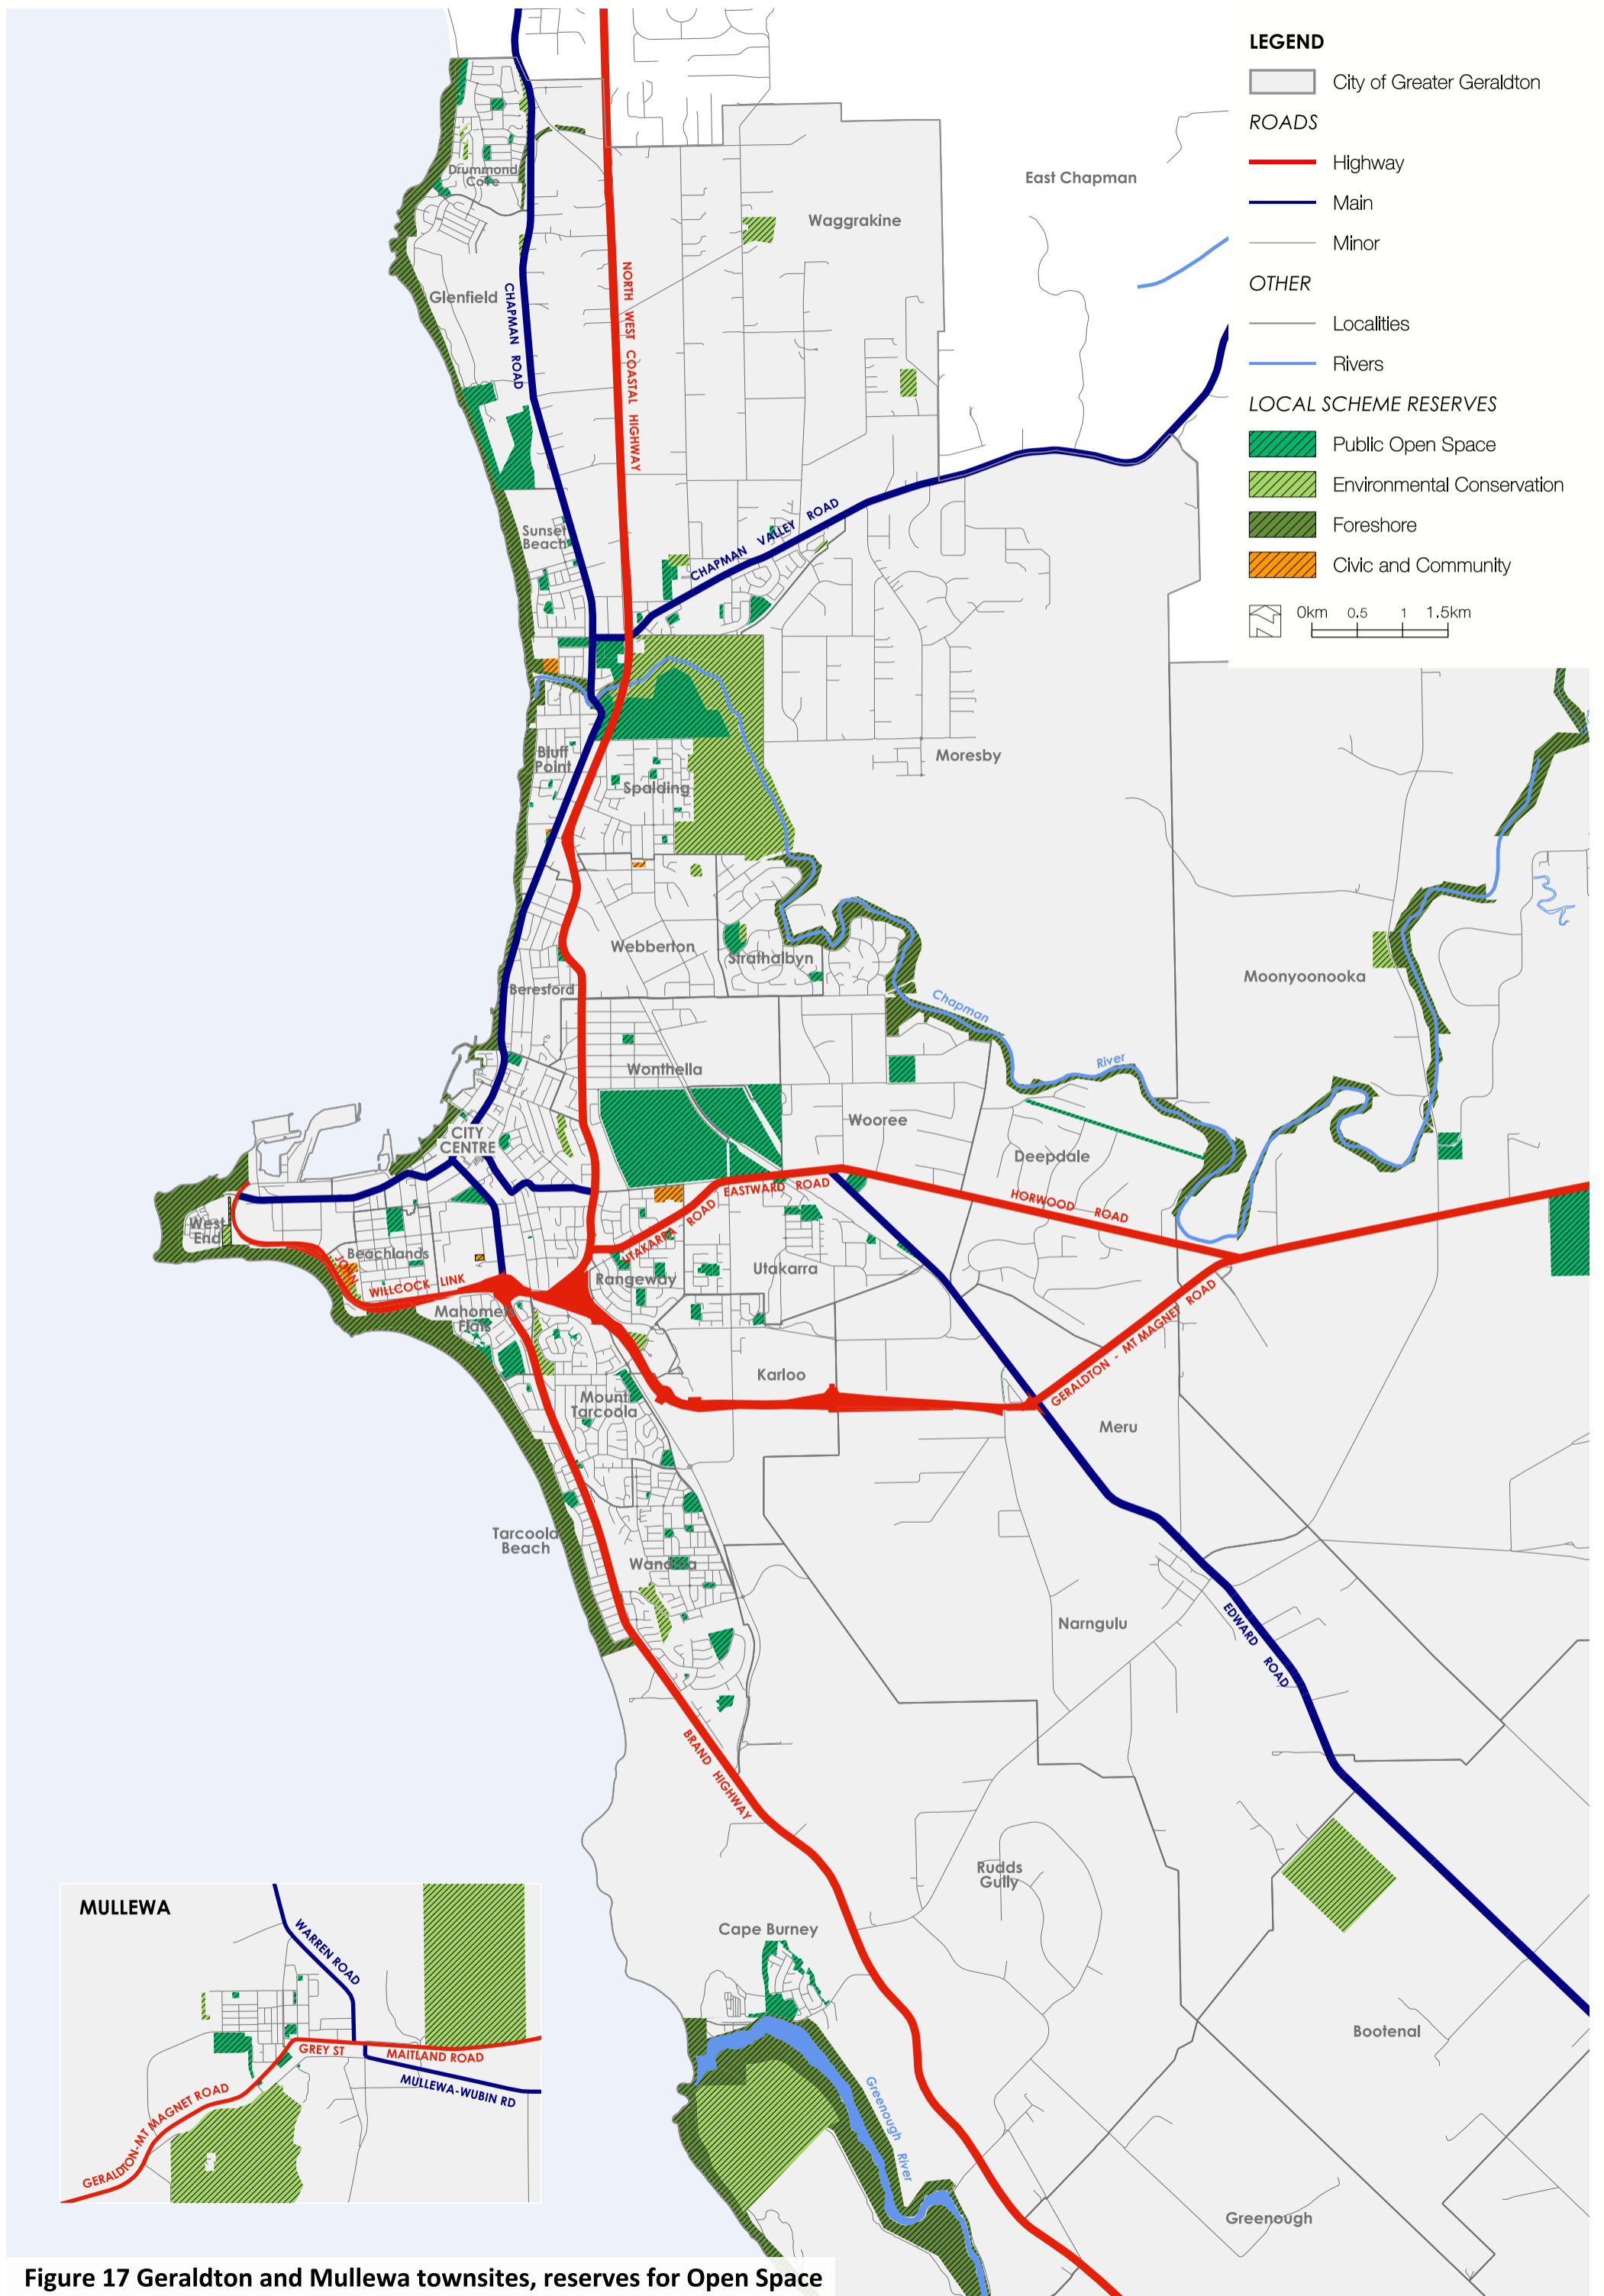 LEGEND
City of Greater Geraldton
ROADS
Highway
Main
Minor
OTHER
Localities
Rivers
LOCAL SCHEME RESERVES
Public Open Space
Environmental Conservation
Foreshore
Civic and Community
0km 0.5 1 1.5km
Drummond
Cove
East Chapman
Waggrakine
Glenfield
CHAPMAN ROAD
NORTH WEST COASTAL HIGHWAY
Sunset
Beach
CHAPMAN VALLEY ROAD
Bluff
Point
Spalding
Moresby
Webberton
Strathalbyn
Moonyoonooka
Beresford
Chapman
River
Wonthella
Wooree
CITY
CENTRE
Deepdale
EASTWARD ROAD
HORWOOD ROAD
West
End
Beachlands
UTAKARRA ROAD
JOHN
WILLCOCK LINK
Rangeway
Utakarra
Mahomets
Flats
GERALDTON - MT MAGNET ROAD
Karloo
Mount
Tarcoola
Meru
Tarcoola
Beach
Wandina
Narngulu
EDWARD ROAD
BRAND HIGHWAY
Rudds
Gully
Cape Burney
Bootenal
Greenough River
Greenough
MULLEWA
WARREN ROAD
GREY ST
MAITLAND ROAD
MULLEWA-WUBIN RD
GERALDTON-MT MAGNET ROAD
Figure 17 Geraldton and Mullewa townsites, reserves for Open Space